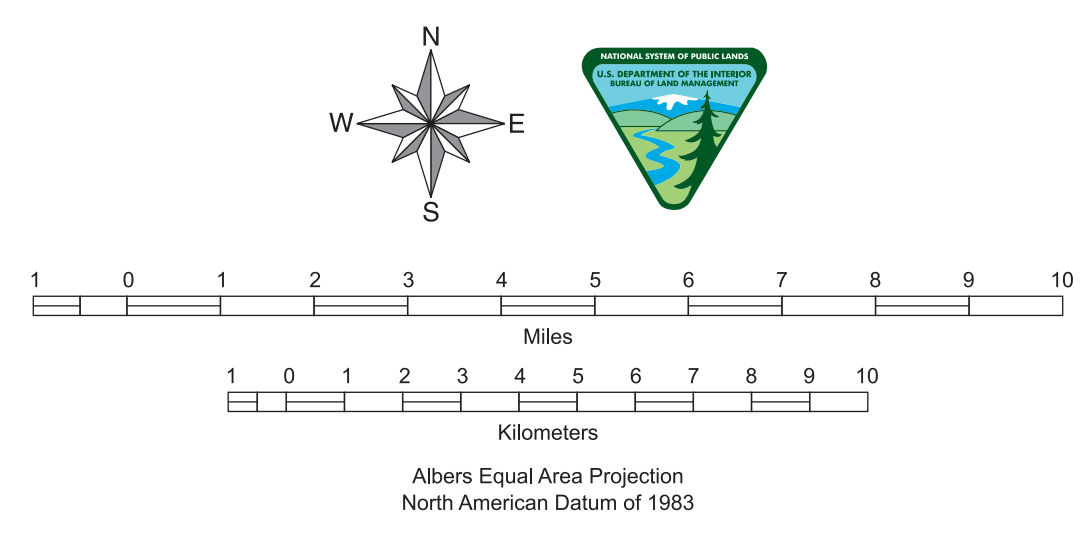 N
W E
S
NATIONAL SYSTEM OF PUBLIC LANDS
U.S. DEPARTMENT OF THE INTERIOR
BUREAU OF LAND MANAGEMENT
1 0 1 2 3 4 5 6 7 8 9 10
Miles
1 0 1 2 3 4 5 6 7 8 9 10
Kilometers
Albers Equal Area Projection
North American Datum of 1983